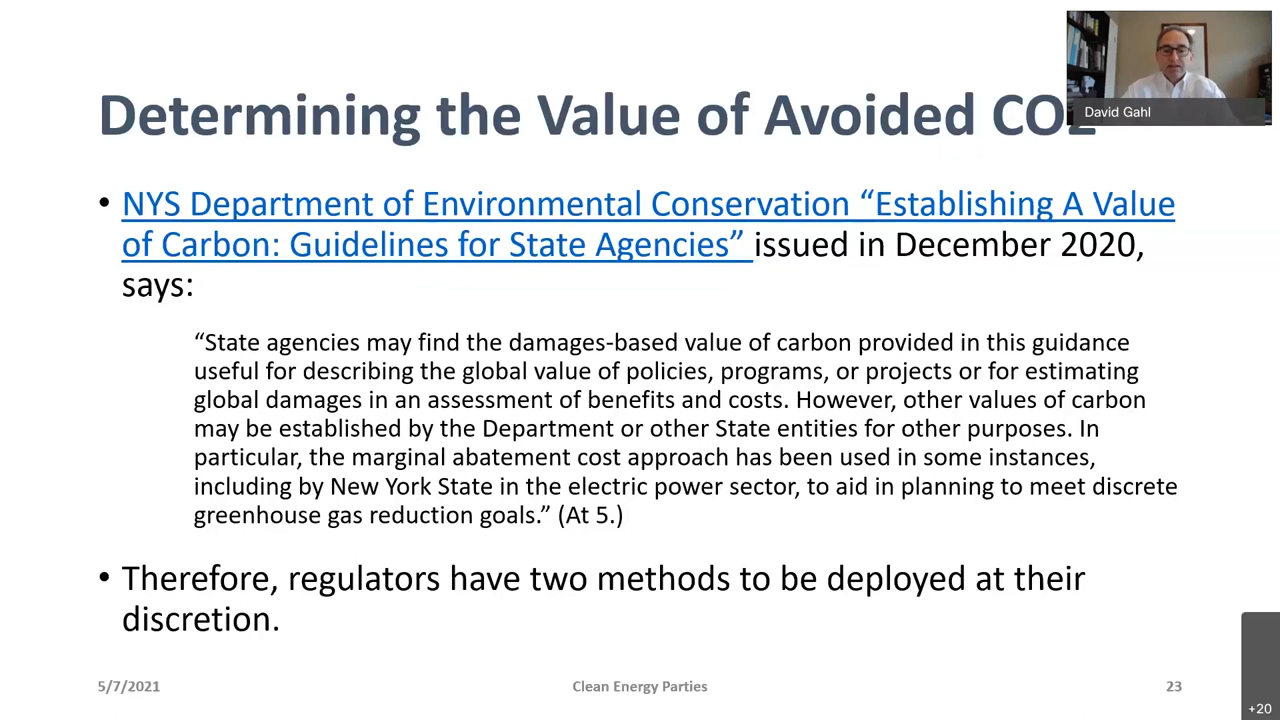 Determining the Value of Avoided CO2
David Gahl
• NYS Department of Environmental Conservation “Establishing A Value
of Carbon: Guidelines for State Agencies” issued in December 2020,
says:
“State agencies may find the damages-based value of carbon provided in this guidance
useful for describing the global value of policies, programs, or projects or for estimating
global damages in an assessment of benefits and costs. However, other values of carbon
may be established by the Department or other State entities for other purposes. In
particular, the marginal abatement cost approach has been used in some instances,
including by New York State in the electric power sector, to aid in planning to meet discrete
greenhouse gas reduction goals.” (At 5.)
• Therefore, regulators have two methods to be deployed at their
discretion.
5/7/2021
Clean Energy Parties
23
+20